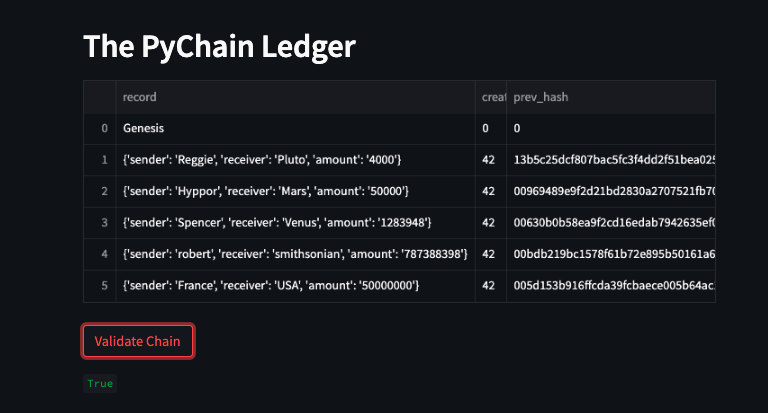 The PyChain Ledger
record creat prev_hash
0 Genesis 0 0
1 {'sender': 'Reggie', 'receiver': 'Pluto', 'amount': '4000'} 42 13b5c25dcf807bac5fc3f4dd2f51bea025
2 {'sender': 'Hyppor', 'receiver': 'Mars', 'amount': '50000'} 42 00969489e9f2d21bd2830a2707521fb70
3 {'sender': 'Spencer', 'receiver': 'Venus', 'amount': '1283948'} 42 00630b0b58ea9f2cd16edab7942635ef0
4 {'sender': 'robert', 'receiver': 'smithsonian', 'amount': '787388398'} 42 00bdb219bc1578f61b72e895b50161a6
5 {'sender': 'France', 'receiver': 'USA', 'amount': '50000000'} 42 005d153b916ffcda39fcbaece005b64ac
Validate Chain
True